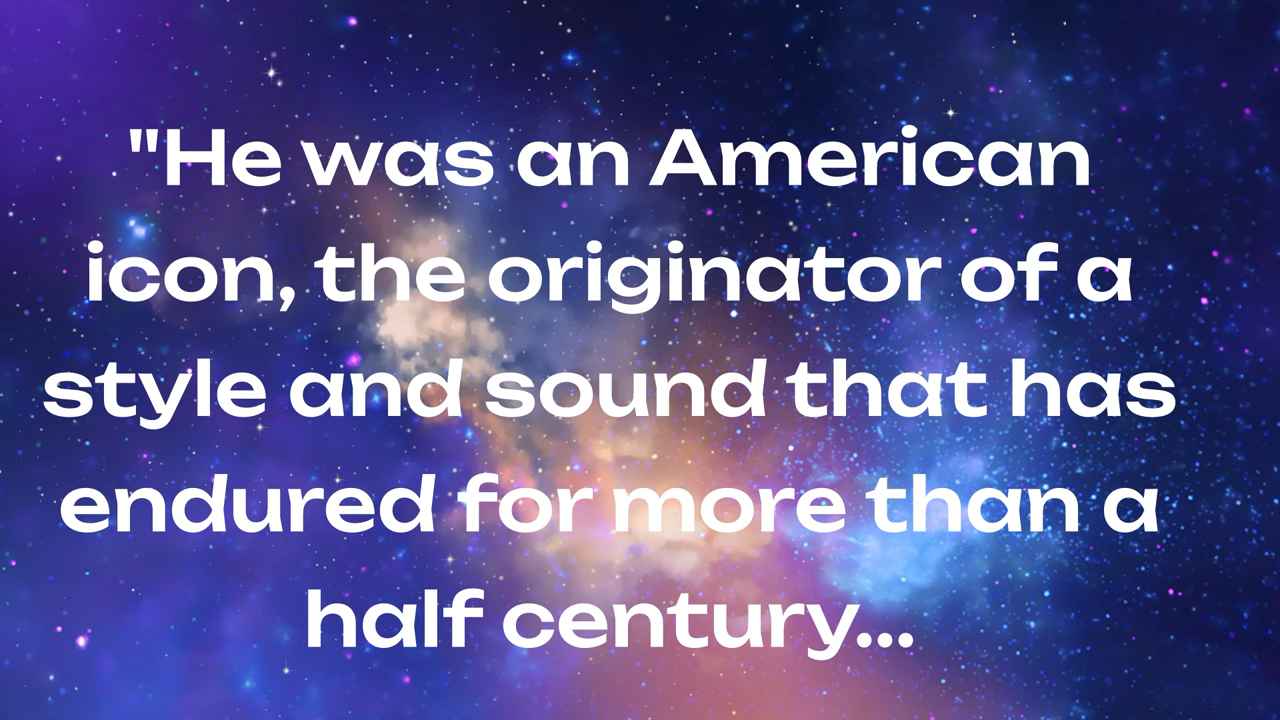 "He was an American
icon, the originator of a
style and sound that has
endured for more than a
half century...